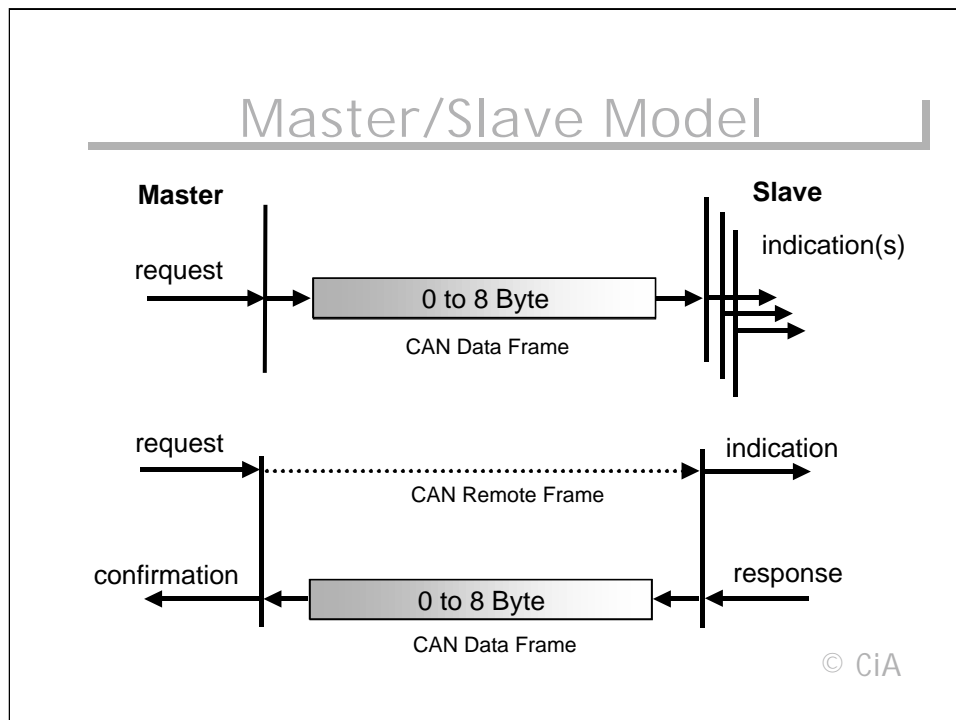 Master/Slave Model
Master
Slave
request
indication(s)
0 to 8 Byte
CAN Data Frame
request
indication
CAN Remote Frame
confirmation
response
0 to 8 Byte
CAN Data Frame
© CiA